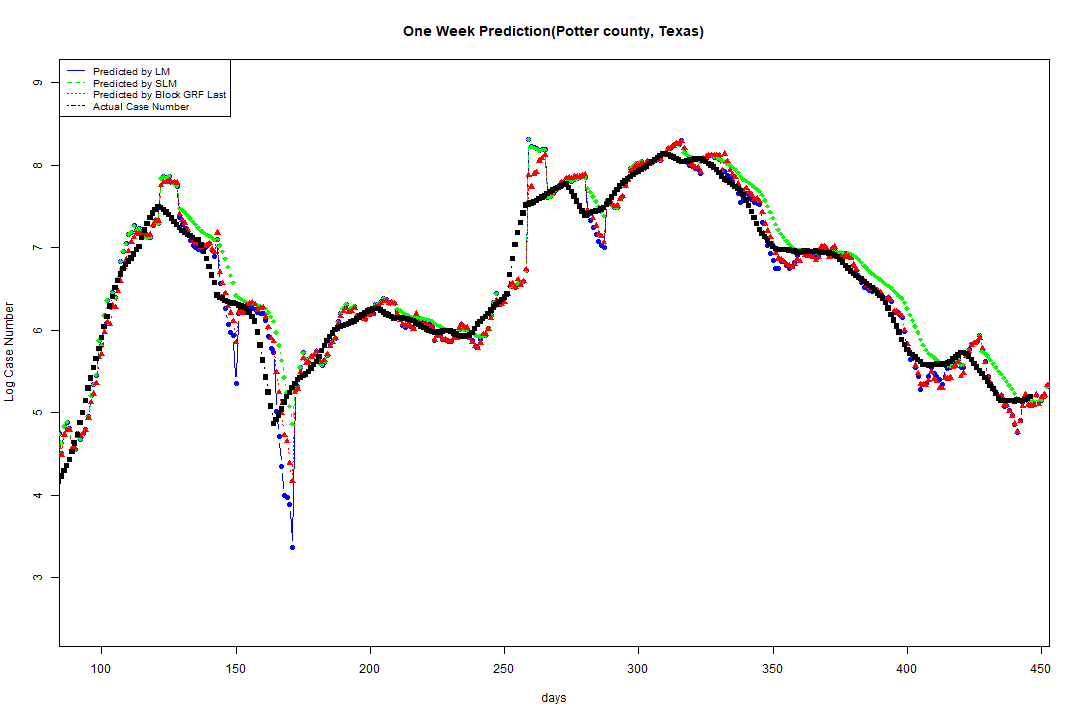 One Week Prediction(Potter county, Texas)
Predicted by LM
Predicted by SLM
Predicted by Block GRF Last
Actual Case Number
Log Case Number
9
8
7
6
5
4
3
100 150 200 250 300 350 400 450
days